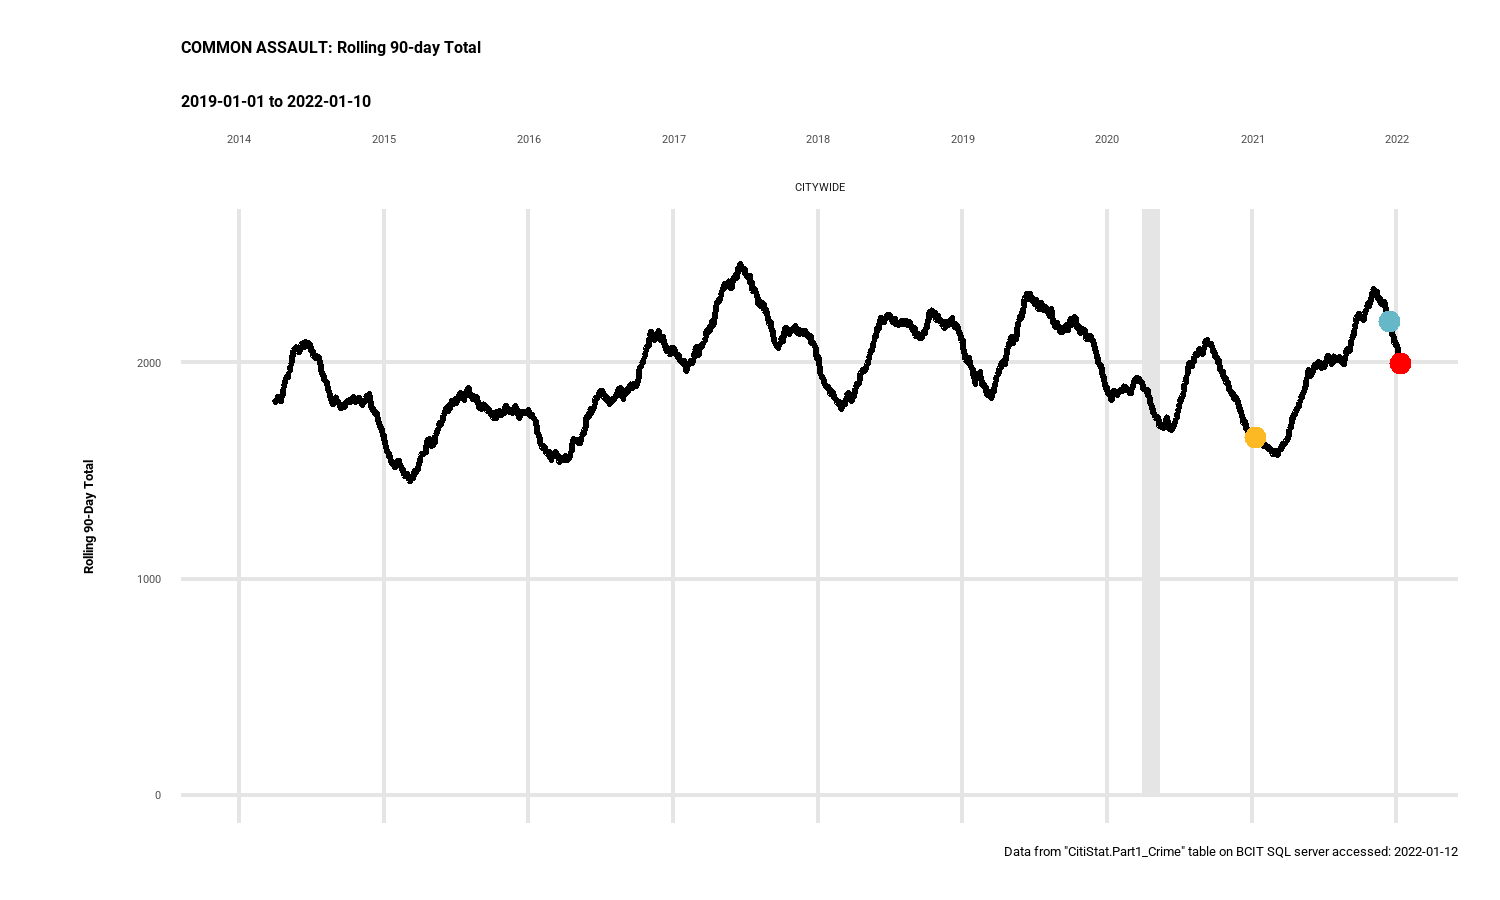 COMMON ASSAULT: Rolling 90-day Total
2019-01-01 to 2022-01-10
2014 2015 2016 2017 2018 2019 2020 2021 2022
CITYWIDE
Rolling 90-Day Total
2000
1000
0
Data from "CitiStat.Part1_Crime" table on BCIT SQL server accessed: 2022-01-12